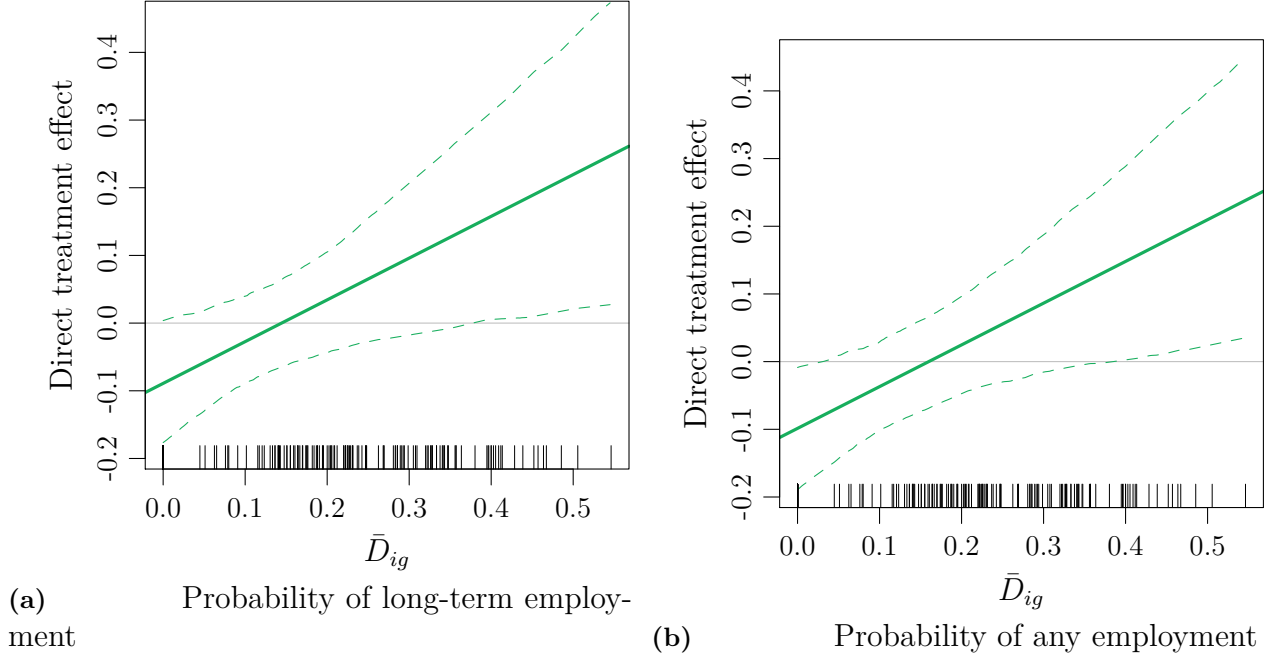 Direct treatment effect
0.4
0.3
0.2
0.1
0.0
-0.1
-0.2
0.0 0.1 0.2 0.3 0.4 0.5
D̄ig
(a) Probability of long-term employ-
ment
Direct treatment effect
0.4
0.3
0.2
0.1
0.0
-0.1
-0.2
0.0 0.1 0.2 0.3 0.4 0.5
D̄ig
(b) Probability of any employment